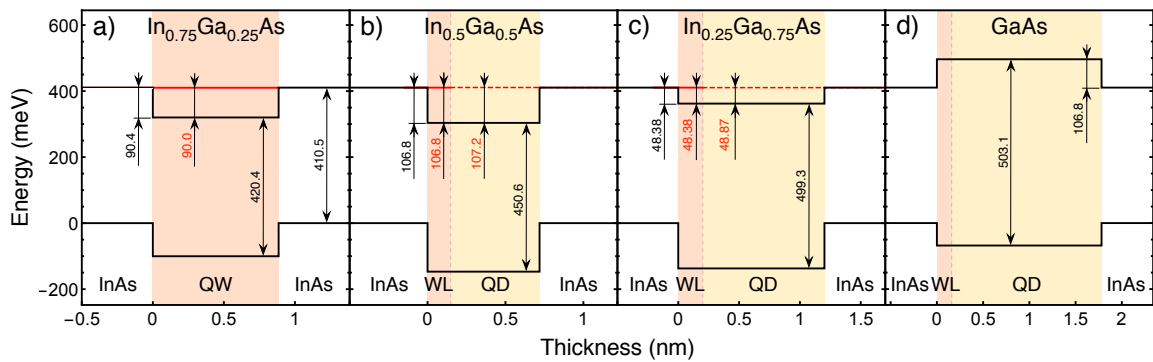 a) In0.75Ga0.25As
b) In0.5Ga0.5As
c) In0.25Ga0.75As
d) GaAs
Energy (meV)
600
400
200
0
−200
90.4
90.0
420.4
410.5
InAs QW InAs
106.8
106.8
107.2
450.6
InAs WL QD InAs
48.38
48.38
48.87
499.3
InAs WL QD InAs
503.1
106.8
InAs WL QD InAs
−0.5 0 0.5 1
0 0.5 1
0 0.5 1 1.5
0 0.5 1 1.5 2
Thickness (nm)